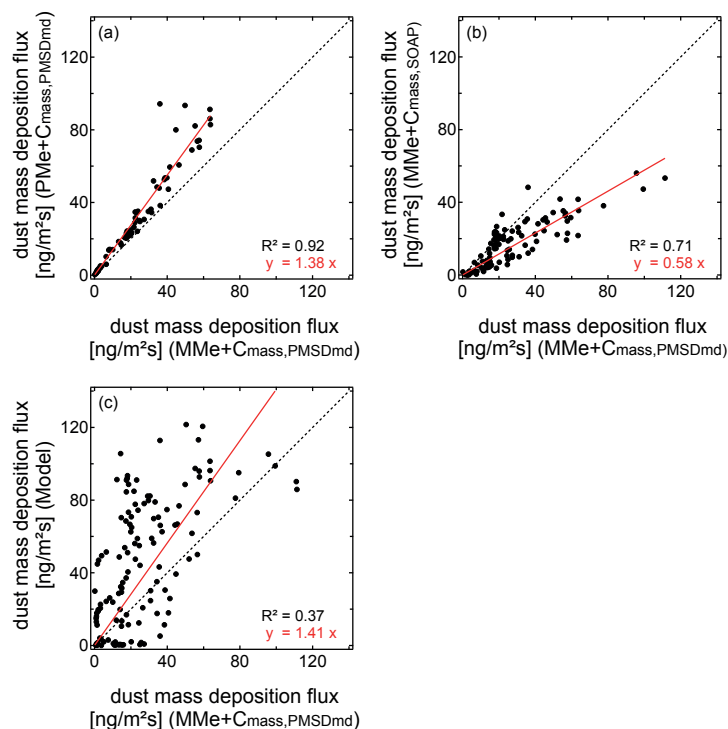 (a)
dust mass deposition flux
[ng/m²s] (PMe+Cmass,PMSDmd)
120
80
40
0
R² = 0.92
y = 1.38 x
0 40 80 120
dust mass deposition flux
[ng/m²s] (MMe+Cmass,PMSDmd)
(b)
dust mass deposition flux
[ng/m²s] (MMe+Cmass,SOAP)
120
80
40
0
R² = 0.71
y = 0.58 x
0 40 80 120
dust mass deposition flux
[ng/m²s] (MMe+Cmass,PMSDmd)
(c)
dust mass deposition flux
[ng/m²s] (Model)
120
80
40
0
R² = 0.37
y = 1.41 x
0 40 80 120
dust mass deposition flux
[ng/m²s] (MMe+Cmass,PMSDmd)